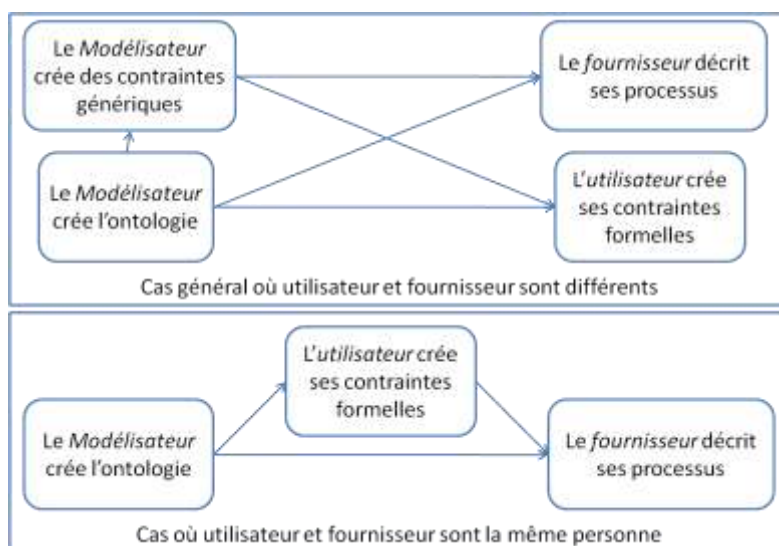 Le Modélisateur
crée des contraintes
génériques
Le fournisseur décrit
ses processus
Le Modélisateur
crée l'ontologie
L'utilisateur crée
ses contraintes
formelles
Cas général où utilisateur et fournisseur sont différents
L'utilisateur crée
ses contraintes
formelles
Le Modélisateur
crée l'ontologie
Le fournisseur décrit
ses processus
Cas où utilisateur et fournisseur sont la même personne